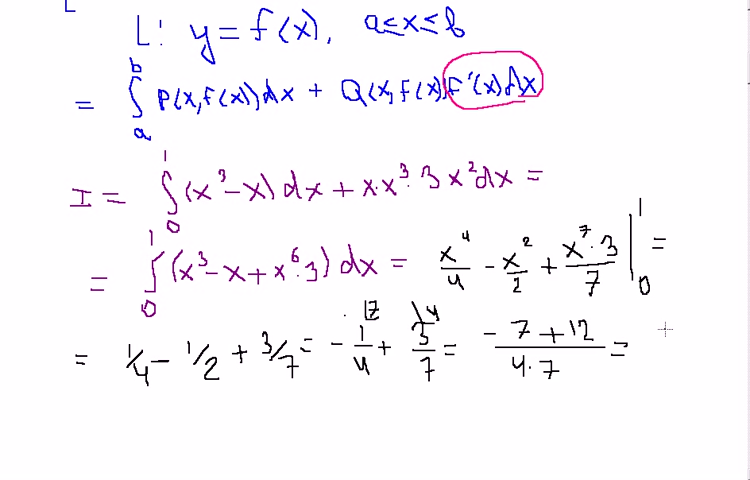 L: y = f(x), a ≤ x ≤ b
= ∫_a^b P(x, f(x))dx + Q(x, f(x)) f'(x)dx
I = ∫_0^1 (x³ - x) dx + x·x³·3x²dx =
= ∫_0^1 (x³ - x + x⁶·3) dx = x⁴/4 - x²/2 + x⁷·3/7 |_0^1 =
= 1/4 - 1/2 + 3/7 = - 1/4 + 3/7 = (-7+12)/(4·7) =